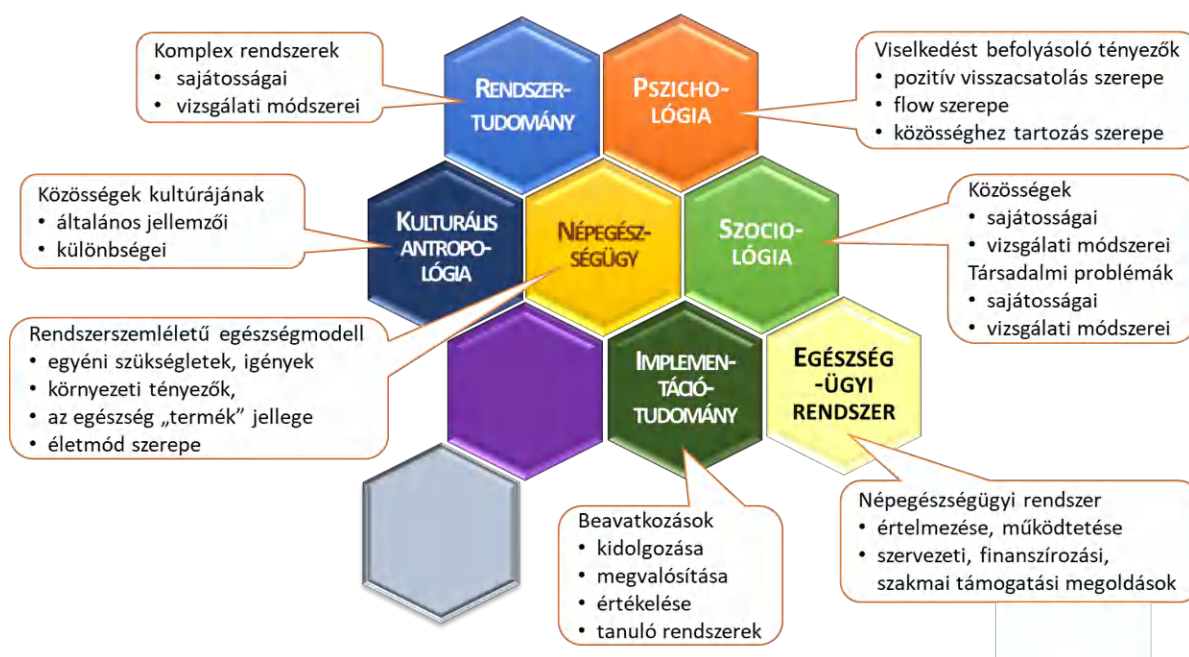 Komplex rendszerek
• sajátosságai
• vizsgálati módszerei
RENDSZER-
TUDOMÁNY
PSZICHO-
LÓGIA
Viselkedést befolyásoló tényezők
• pozitív visszacsatolás szerepe
• flow szerepe
• közösséghez tartozás szerepe
Közösségek kultúrájának
• általános jellemzői
• különbségei
KULTURÁLIS
ANTROPO-
LÓGIA
NÉPEGÉSZ-
SÉGÜGY
SZOCIO-
LÓGIA
Közösségek
• sajátosságai
• vizsgálati módszerei
Társadalmi problémák
• sajátosságai
• vizsgálati módszerei
Rendszerszemléletű egészségmodell
• egyéni szükségletek, igények
• környezeti tényezők,
• az egészség „termék” jellege
• életmód szerepe
IMPLEMEN-
TÁCIÓ-
TUDOMÁNY
EGÉSZSÉG
-ÜGYI
RENDSZER
Beavatkozások
• kidolgozása
• megvalósítása
• értékelése
• tanuló rendszerek
Népegészségügyi rendszer
• értelmezése, működtetése
• szervezeti, finanszírozási,
szakmai támogatási megoldások